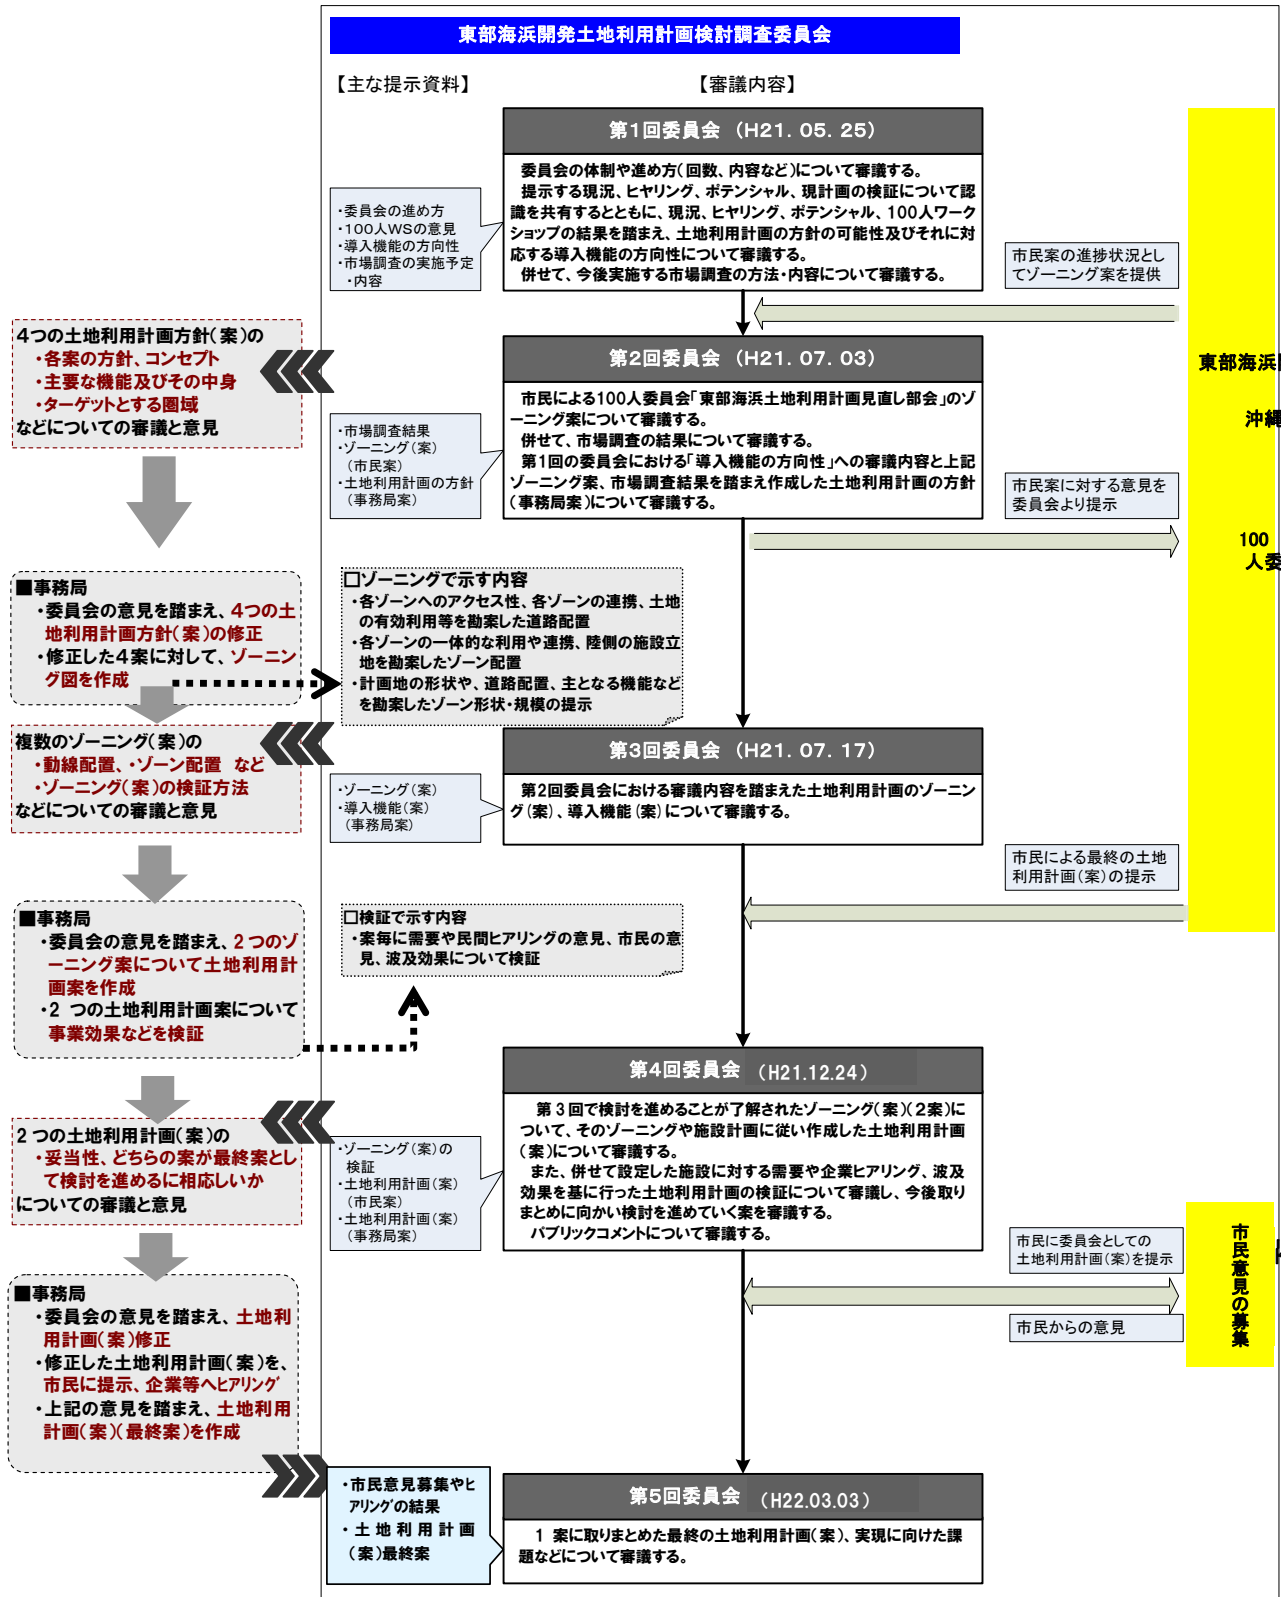 東部海浜開発土地利用計画検討調査委員会
【主な提示資料】
【審議内容】
第1回委員会 （H21. 05. 25）
委員会の体制や進め方（回数、内容など）について審議する。
提示する現況、ヒヤリング、ポテンシャル、現計画の検証について認
識を共有するとともに、現況、ヒヤリング、ポテンシャル、100人ワーク
ショップの結果を踏まえ、土地利用計画の方針の可能性及びそれに対
応する導入機能の方向性について審議する。
併せて、今後実施する市場調査の方法・内容について審議する。
・委員会の進め方
・100人WSの意見
・導入機能の方向性
・市場調査の実施予定
・内容
市民案の進捗状況とし
てゾーニング案を提供
4つの土地利用計画方針（案）の
・各案の方針、コンセプト
・主要な機能及びその中身
・ターゲットとする圏域
などについての審議と意見
第2回委員会 （H21. 07. 03）
市民による100人委員会「東部海浜土地利用計画見直し部会」のゾ
ーニング案について審議する。
併せて、市場調査の結果について審議する。
第1回の委員会における「導入機能の方向性」への審議内容と上記
ゾーニング案、市場調査結果を踏まえ作成した土地利用計画の方針
（事務局案）について審議する。
・市場調査結果
・ゾーニング（案）
（市民案）
・土地利用計画の方針
（事務局案）
市民案に対する意見を
委員会より提示
東部海浜
沖縄
100
人委
■事務局
・委員会の意見を踏まえ、4つの土
地利用計画方針（案）の修正
・修正した4案に対して、ゾーニン
グ図を作成
□ゾーニングで示す内容
・各ゾーンへのアクセス性、各ゾーンの連携、土地
の有効利用等を勘案した道路配置
・各ゾーンの一体的な利用や連携、陸側の施設立
地を勘案したゾーン配置
・計画地の形状や、道路配置、主となる機能など
を勘案したゾーン形状・規模の提示
複数のゾーニング（案）の
・動線配置、・ゾーン配置 など
・ゾーニング（案）の検証方法
などについての審議と意見
第3回委員会 （H21. 07. 17）
第2回委員会における審議内容を踏まえた土地利用計画のゾーニン
グ（案）、導入機能（案）について審議する。
・ゾーニング（案）
・導入機能（案）
（事務局案）
市民による最終の土地
利用計画（案）の提示
■事務局
・委員会の意見を踏まえ、2つのゾ
ーニング案について土地利用計
画案を作成
・2 つの土地利用計画案について
事業効果などを検証
□検証で示す内容
・案毎に需要や民間ヒアリングの意見、市民の意
見、波及効果について検証
第4回委員会 （H21.12.24）
第3回で検討を進めることが了解されたゾーニング（案）（2案）に
ついて、そのゾーニングや施設計画に従い作成した土地利用計画
（案）について審議する。
また、併せて設定した施設に対する需要や企業ヒアリング、波及
効果を基に行った土地利用計画の検証について審議し、今後取り
まとめに向かい検討を進めていく案を審議する。
パブリックコメントについて審議する。
・ゾーニング（案）の
検証
・土地利用計画（案）
（市民案）
・土地利用計画（案）
（事務局案）
2つの土地利用計画（案）の
・妥当性、どちらの案が最終案とし
て検討を進めるに相応しいか
についての審議と意見
市民に委員会としての
土地利用計画（案）を提示
市民からの意見
市民意見の募集
■事務局
・委員会の意見を踏まえ、土地利
用計画（案）修正
・修正した土地利用計画（案）を、
市民に提示、企業等へヒアリング
・上記の意見を踏まえ、土地利用
計画（案）（最終案）を作成
・市民意見募集やヒ
アリングの結果
・土地利用計画
（案）最終案
第5回委員会 （H22.03.03）
1 案に取りまとめた最終の土地利用計画（案）、実現に向けた課
題などについて審議する。